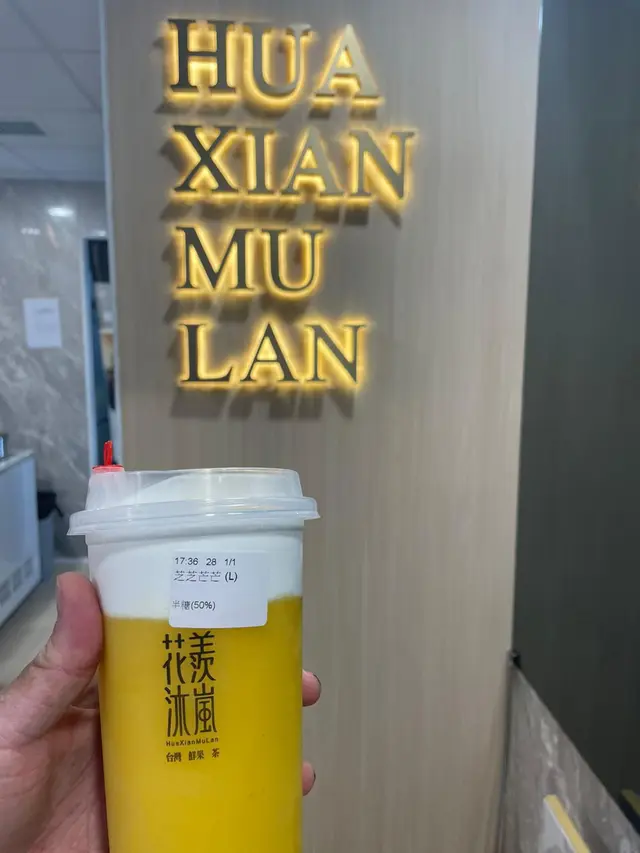 HUA
XIAN
MU
LAN
17:36 28 1/1
芝芝芒芒 (L)
半糖(50%)
花羨
沐嵐
HuaXianMuLan
台灣 鮮菓 茶